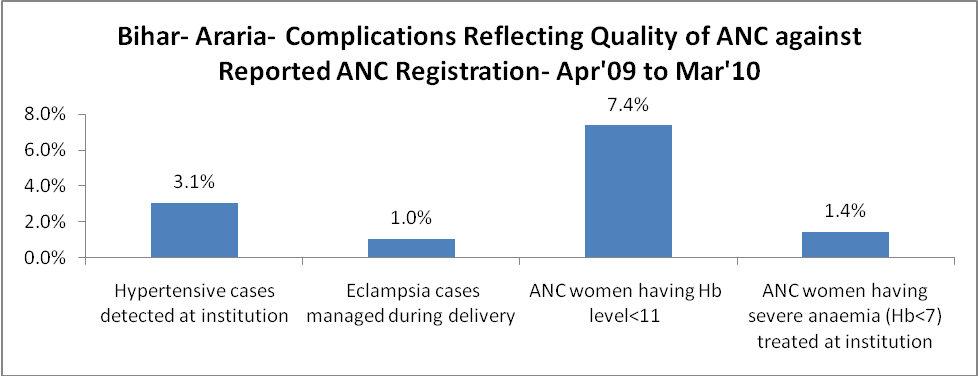 Bihar- Araria- Complications Reflecting Quality of ANC against
Reported ANC Registration- Apr'09 to Mar'10
8.0%
6.0%
4.0%
2.0%
0.0%
3.1%
1.0%
7.4%
1.4%
Hypertensive cases
detected at institution
Eclampsia cases
managed during delivery
ANC women having Hb
level<11
ANC women having
severe anaemia (Hb<7)
treated at institution